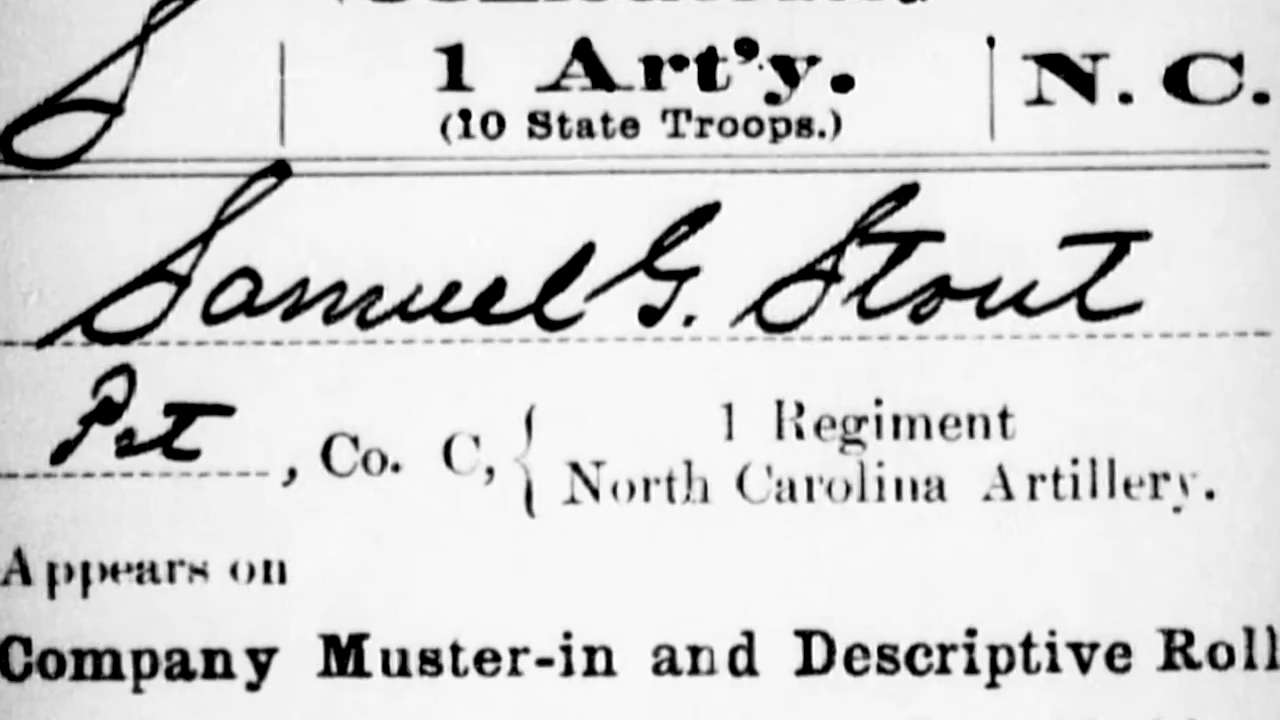 S
1 Art'y.
N. C.
(10 State Troops.)
Samuel G. Stout
Pvt, Co. C, { 1 Regiment
North Carolina Artillery.
Appears on
Company Muster-in and Descriptive Roll